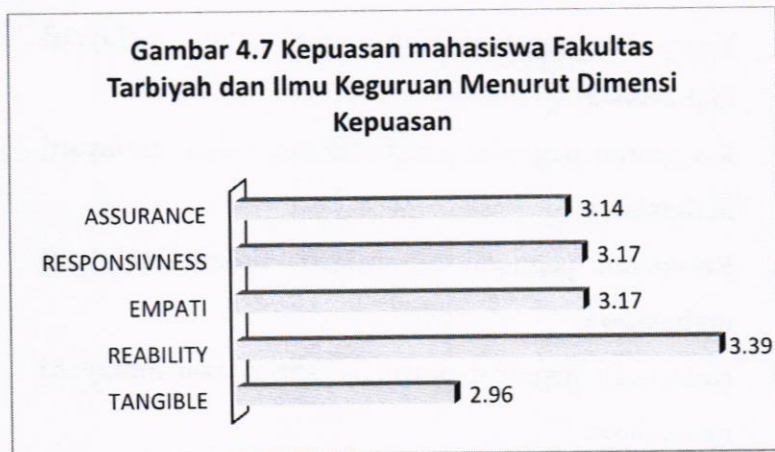 Gambar 4.7 Kepuasan mahasiswa Fakultas
Tarbiyah dan Ilmu Keguruan Menurut Dimensi
Kepuasan
ASSURANCE 3.14
RESPONSIVNESS 3.17
EMPATI 3.17
REABILITY 3.39
TANGIBLE 2.96